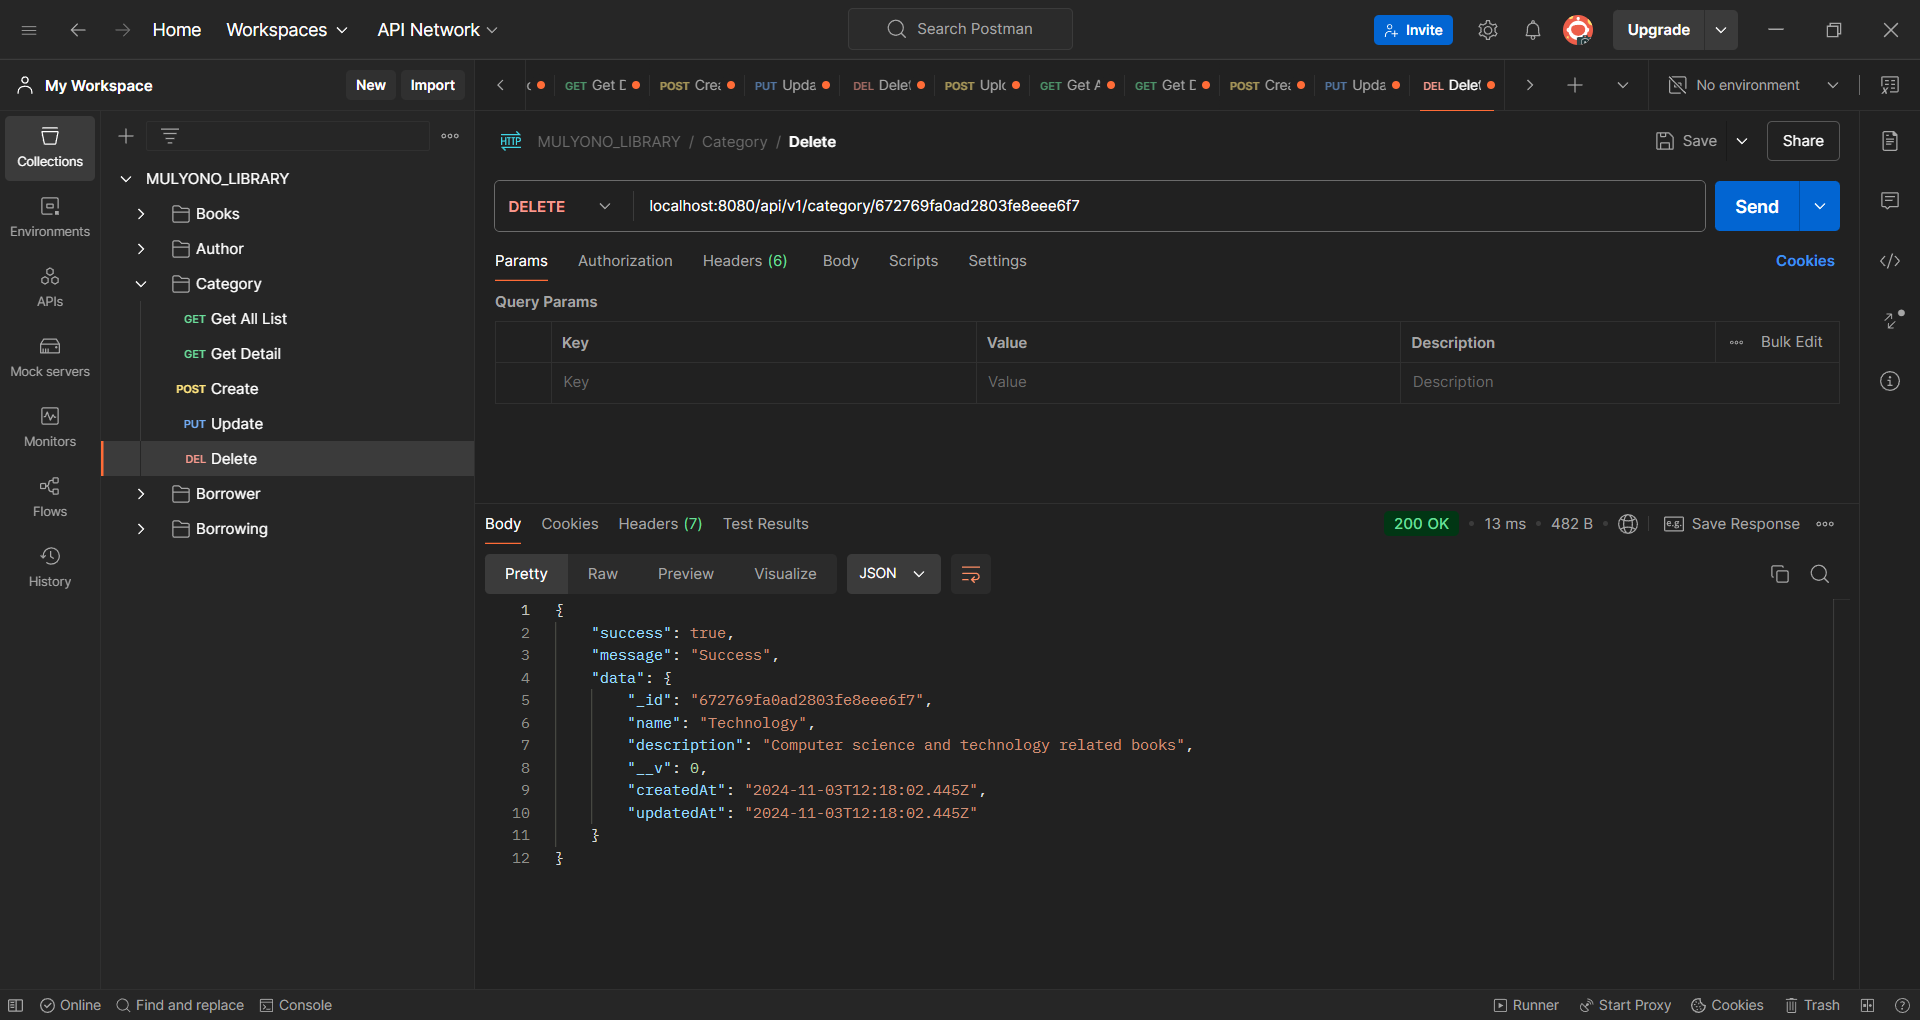 Home Workspaces API Network Search Postman Invite Upgrade
My Workspace New Import
GET Get D POST Crea PUT Upda DEL Delet POST Uplo GET Get A GET Get D POST Crea PUT Upda DEL Delet No environment
Collections
Environments
APIs
Mock servers
Monitors
Flows
History
MULYONO_LIBRARY
Books
Author
Category
GET Get All List
GET Get Detail
POST Create
PUT Update
DEL Delete
Borrower
Borrowing
HTTP MULYONO_LIBRARY / Category / Delete Save Share
DELETE localhost:8080/api/v1/category/672769fa0ad2803fe8eee6f7 Send
Params Authorization Headers (6) Body Scripts Settings Cookies
Query Params
Key Value Description Bulk Edit
Key Value Description
Body Cookies Headers (7) Test Results 200 OK • 13 ms • 482 B • e.g. Save Response
Pretty Raw Preview Visualize JSON
1 {
2 "success": true,
3 "message": "Success",
4 "data": {
5 "_id": "672769fa0ad2803fe8eee6f7",
6 "name": "Technology",
7 "description": "Computer science and technology related books",
8 "__v": 0,
9 "createdAt": "2024-11-03T12:18:02.445Z",
10 "updatedAt": "2024-11-03T12:18:02.445Z"
11 }
12 }
Online Find and replace Console Runner Start Proxy Cookies Trash